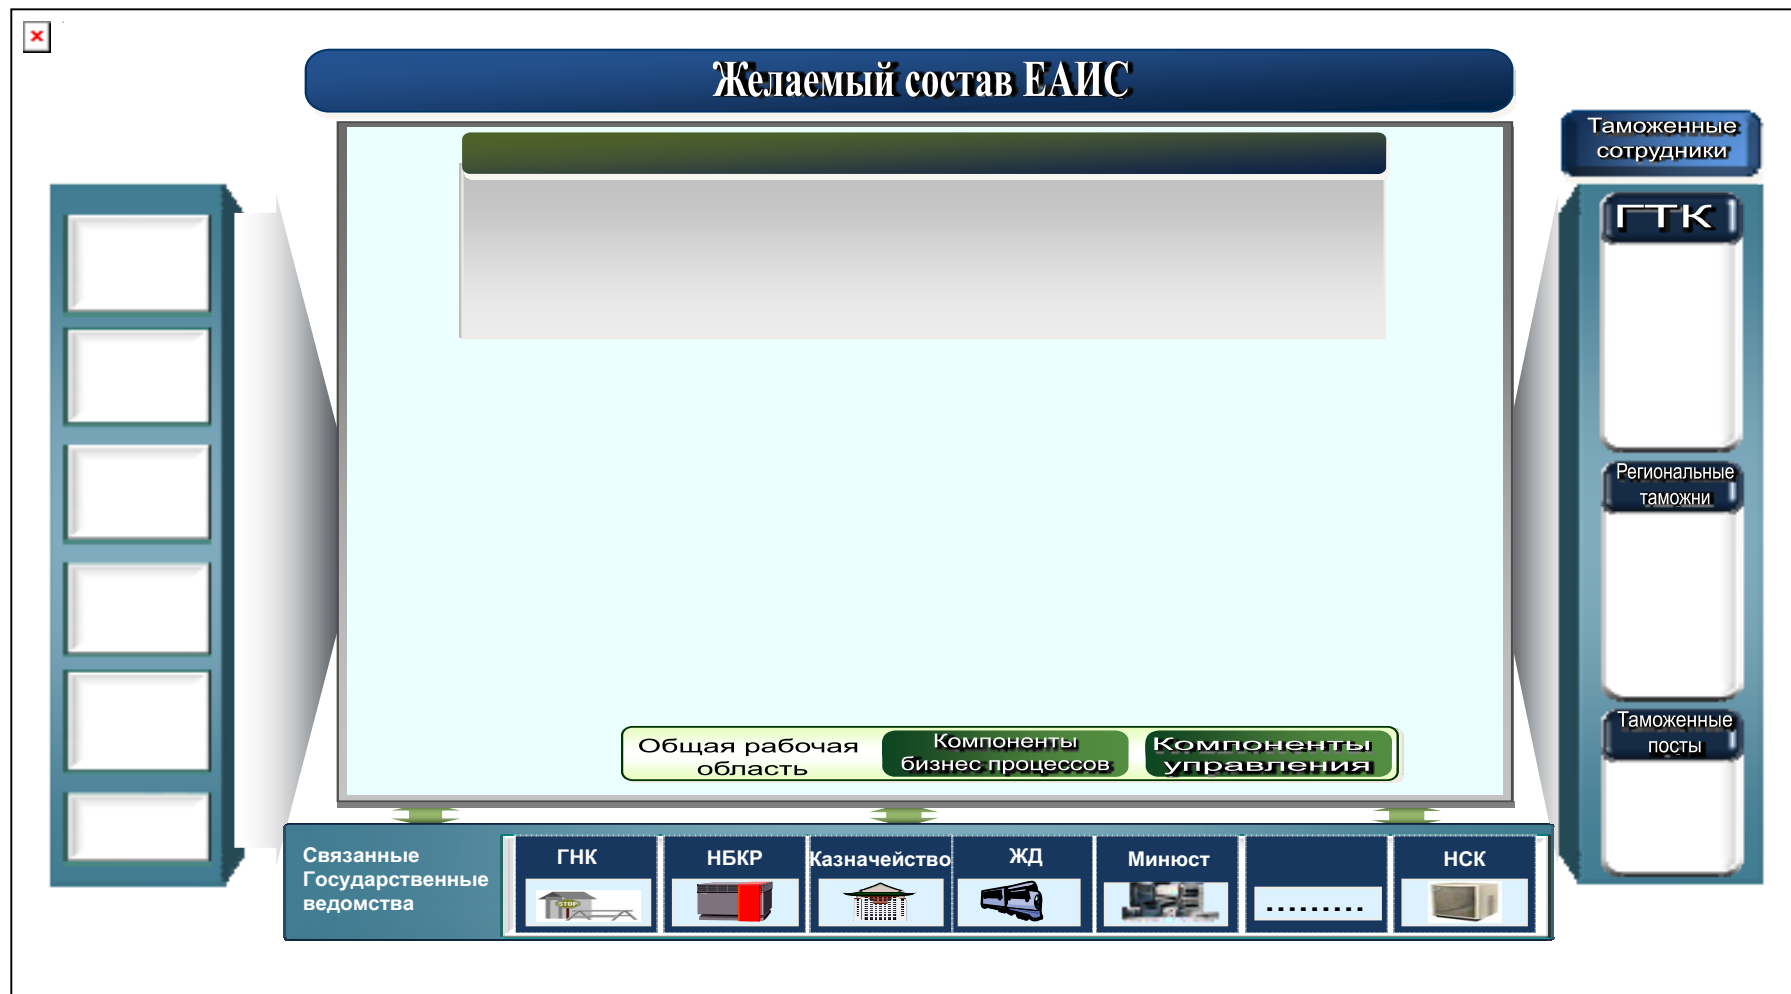 Желаемый состав ЕАИС
Таможенные
сотрудники
ГТК
Региональные
таможни
Таможенные
посты
Общая рабочая
область
Компоненты
бизнес процессов
Компоненты
управления
Связанные
Государственные
ведомства
ГНК
STOP
НБКР
Казначейство
ЖД
Минюст
.........
НСК